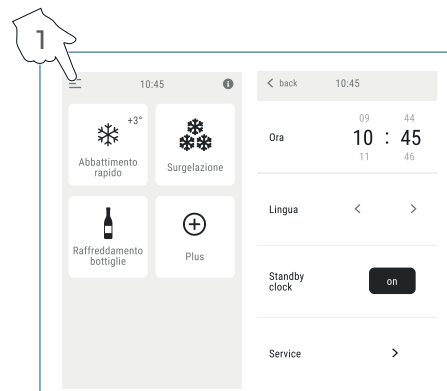 1
10:45
i
+3°
Abbattimento
rapido
Surgelazione
Raffreddamento
bottiglie
Plus
back
10:45
09 44
Ora 10 : 45
11 46
Lingua
Standby
clock
on
Service